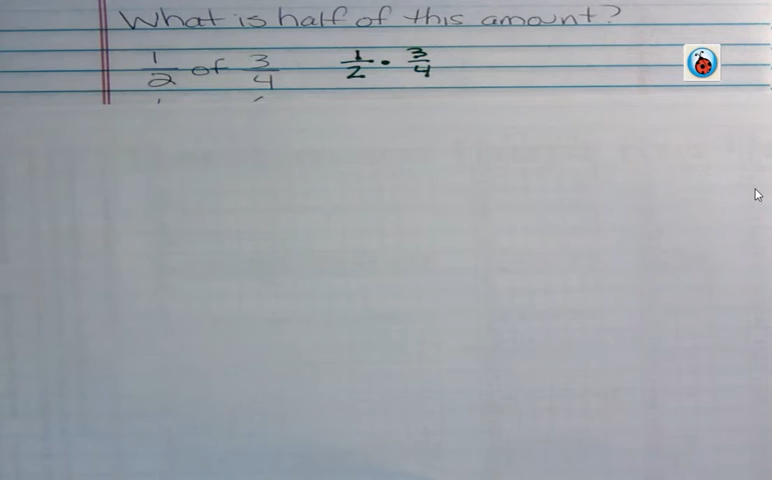 What is half of this amount?
1/2 of 3/4 1/2 · 3/4